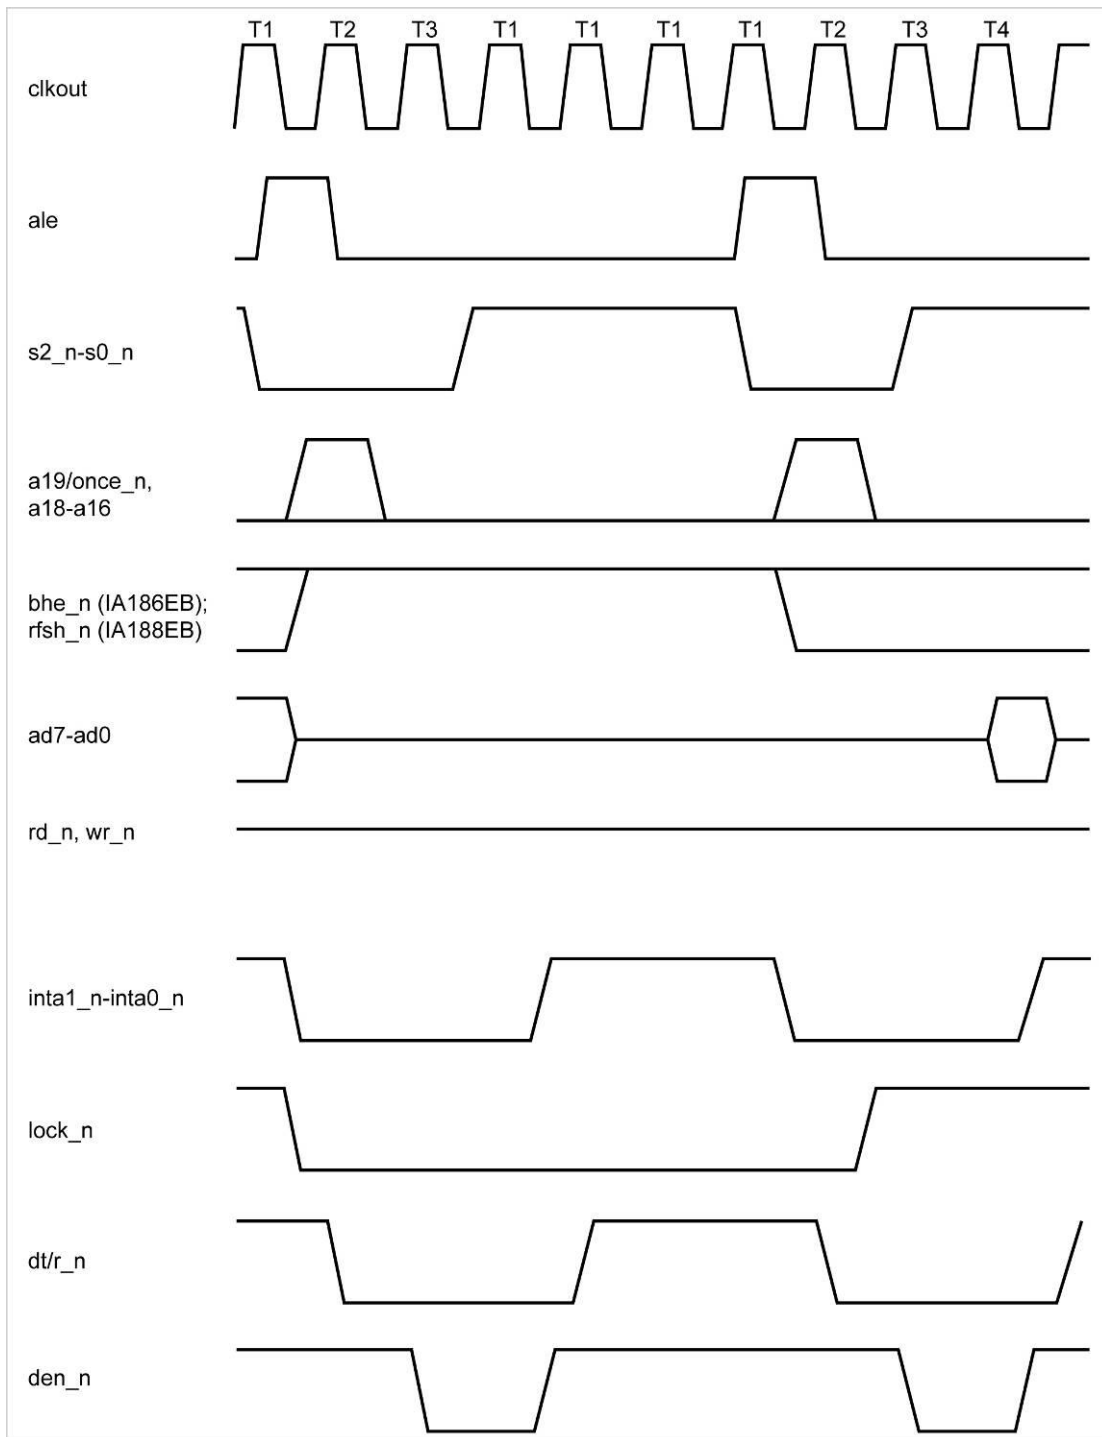 T1 T2 T3 T1 T1 T1 T1 T2 T3 T4
clkout
ale
s2_n-s0_n
a19/once_n,
a18-a16
bhe_n (IA186EB);
rfsh_n (IA188EB)
ad7-ad0
rd_n, wr_n
inta1_n-inta0_n
lock_n
dt/r_n
den_n